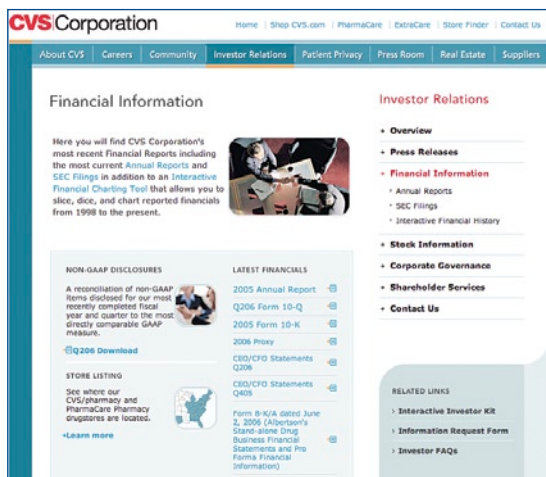 CVS Corporation
Home | Shop CVS.com | PharmaCare | ExtraCare | Store Finder | Contact Us
About CVS | Careers | Community | Investor Relations | Patient Privacy | Press Room | Real Estate | Suppliers
Financial Information
Here you will find CVS Corporation's
most recent Financial Reports including
the most current Annual Reports and
SEC Filings in addition to an Interactive
Financial Charting Tool that allows you to
slice, dice, and chart reported financials
from 1998 to the present.
NON-GAAP DISCLOSURES
A reconciliation of non-GAAP
items disclosed for our most
recently completed fiscal
year and quarter to the most
directly comparable GAAP
measure.
Q206 Download
STORE LISTING
See where our
CVS/pharmacy and
PharmaCare Pharmacy
drugstores are located.
Learn more
LATEST FINANCIALS
2005 Annual Report
Q206 Form 10-Q
2005 Form 10-K
2006 Proxy
CEO/CFO Statements
Q206
CEO/CFO Statements
Q405
Form 8-K/A dated June
2, 2006 (Albertson's
Stand-alone Drug
Business Financial
Statements and Pro
Forma Financial
Information)
Investor Relations
+ Overview
+ Press Releases
+ Financial Information
· Annual Reports
· SEC Filings
· Interactive Financial History
+ Stock Information
+ Corporate Governance
+ Shareholder Services
+ Contact Us
RELATED LINKS
› Interactive Investor Kit
› Information Request Form
› Investor FAQs